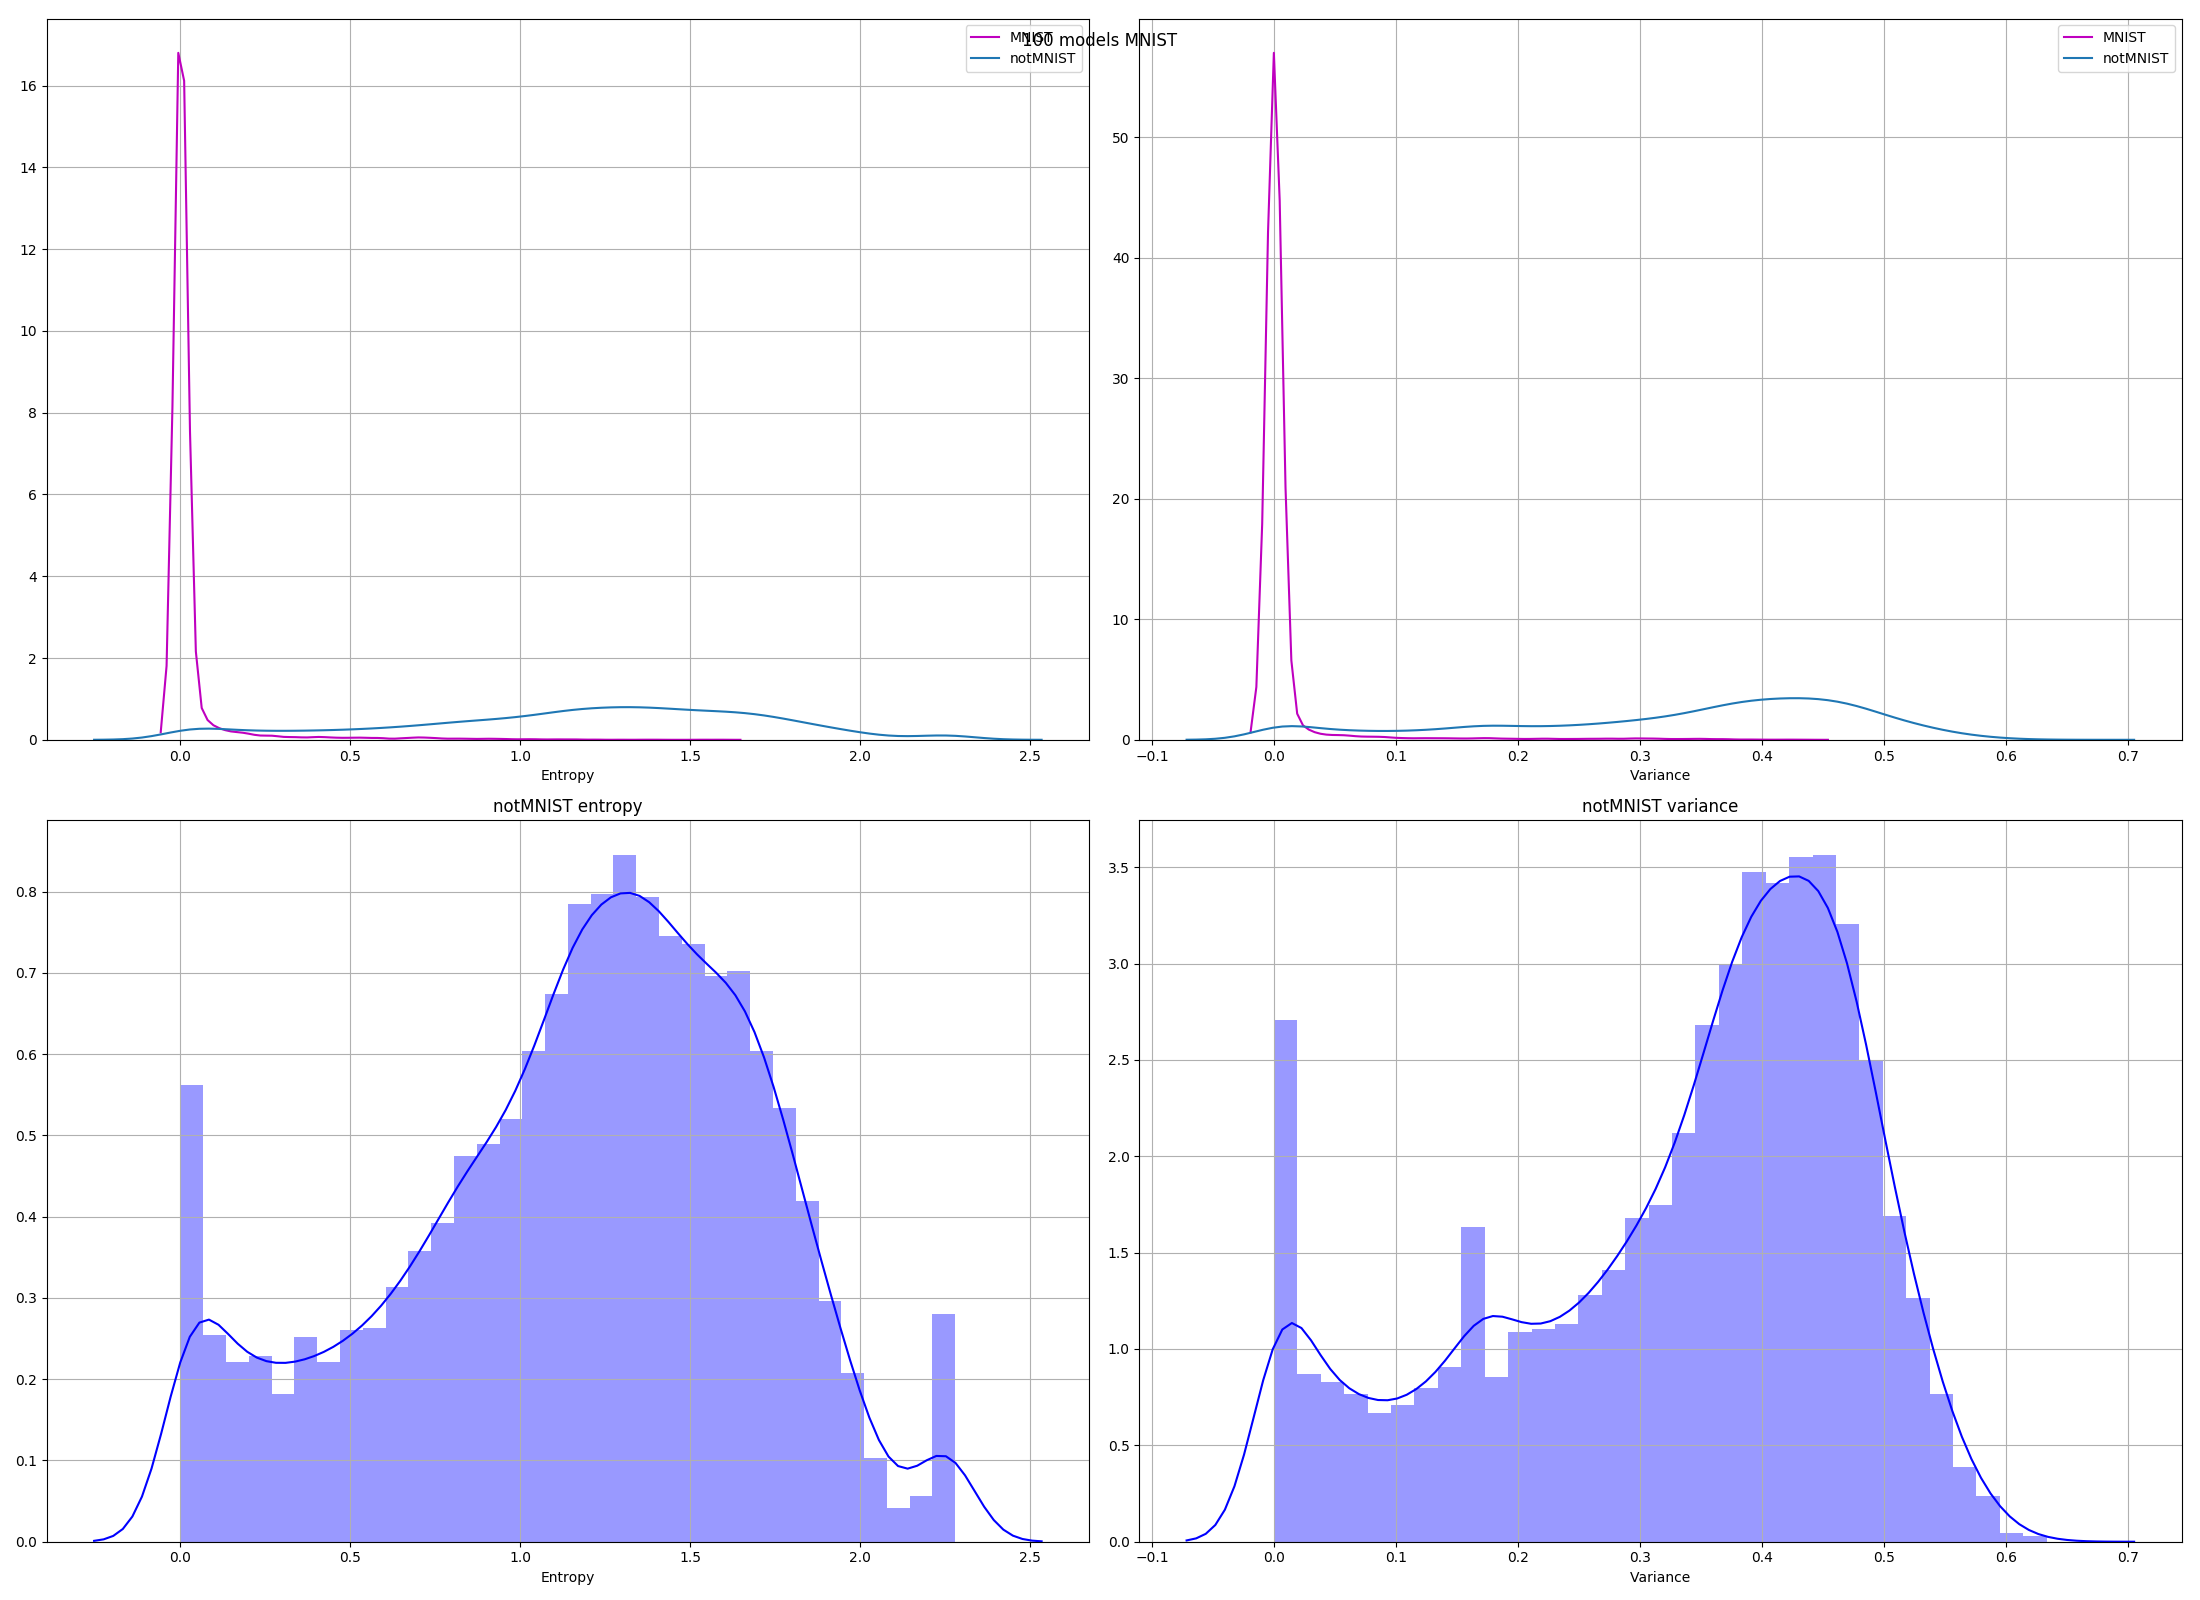 100 models MNIST
MNIST
notMNIST
16
14
12
10
8
6
4
2
0
0.0 0.5 1.0 1.5 2.0 2.5
Entropy
MNIST
notMNIST
50
40
30
20
10
0
−0.1 0.0 0.1 0.2 0.3 0.4 0.5 0.6 0.7
Variance
notMNIST entropy
0.8
0.7
0.6
0.5
0.4
0.3
0.2
0.1
0.0
0.0 0.5 1.0 1.5 2.0 2.5
Entropy
notMNIST variance
3.5
3.0
2.5
2.0
1.5
1.0
0.5
0.0
−0.1 0.0 0.1 0.2 0.3 0.4 0.5 0.6 0.7
Variance